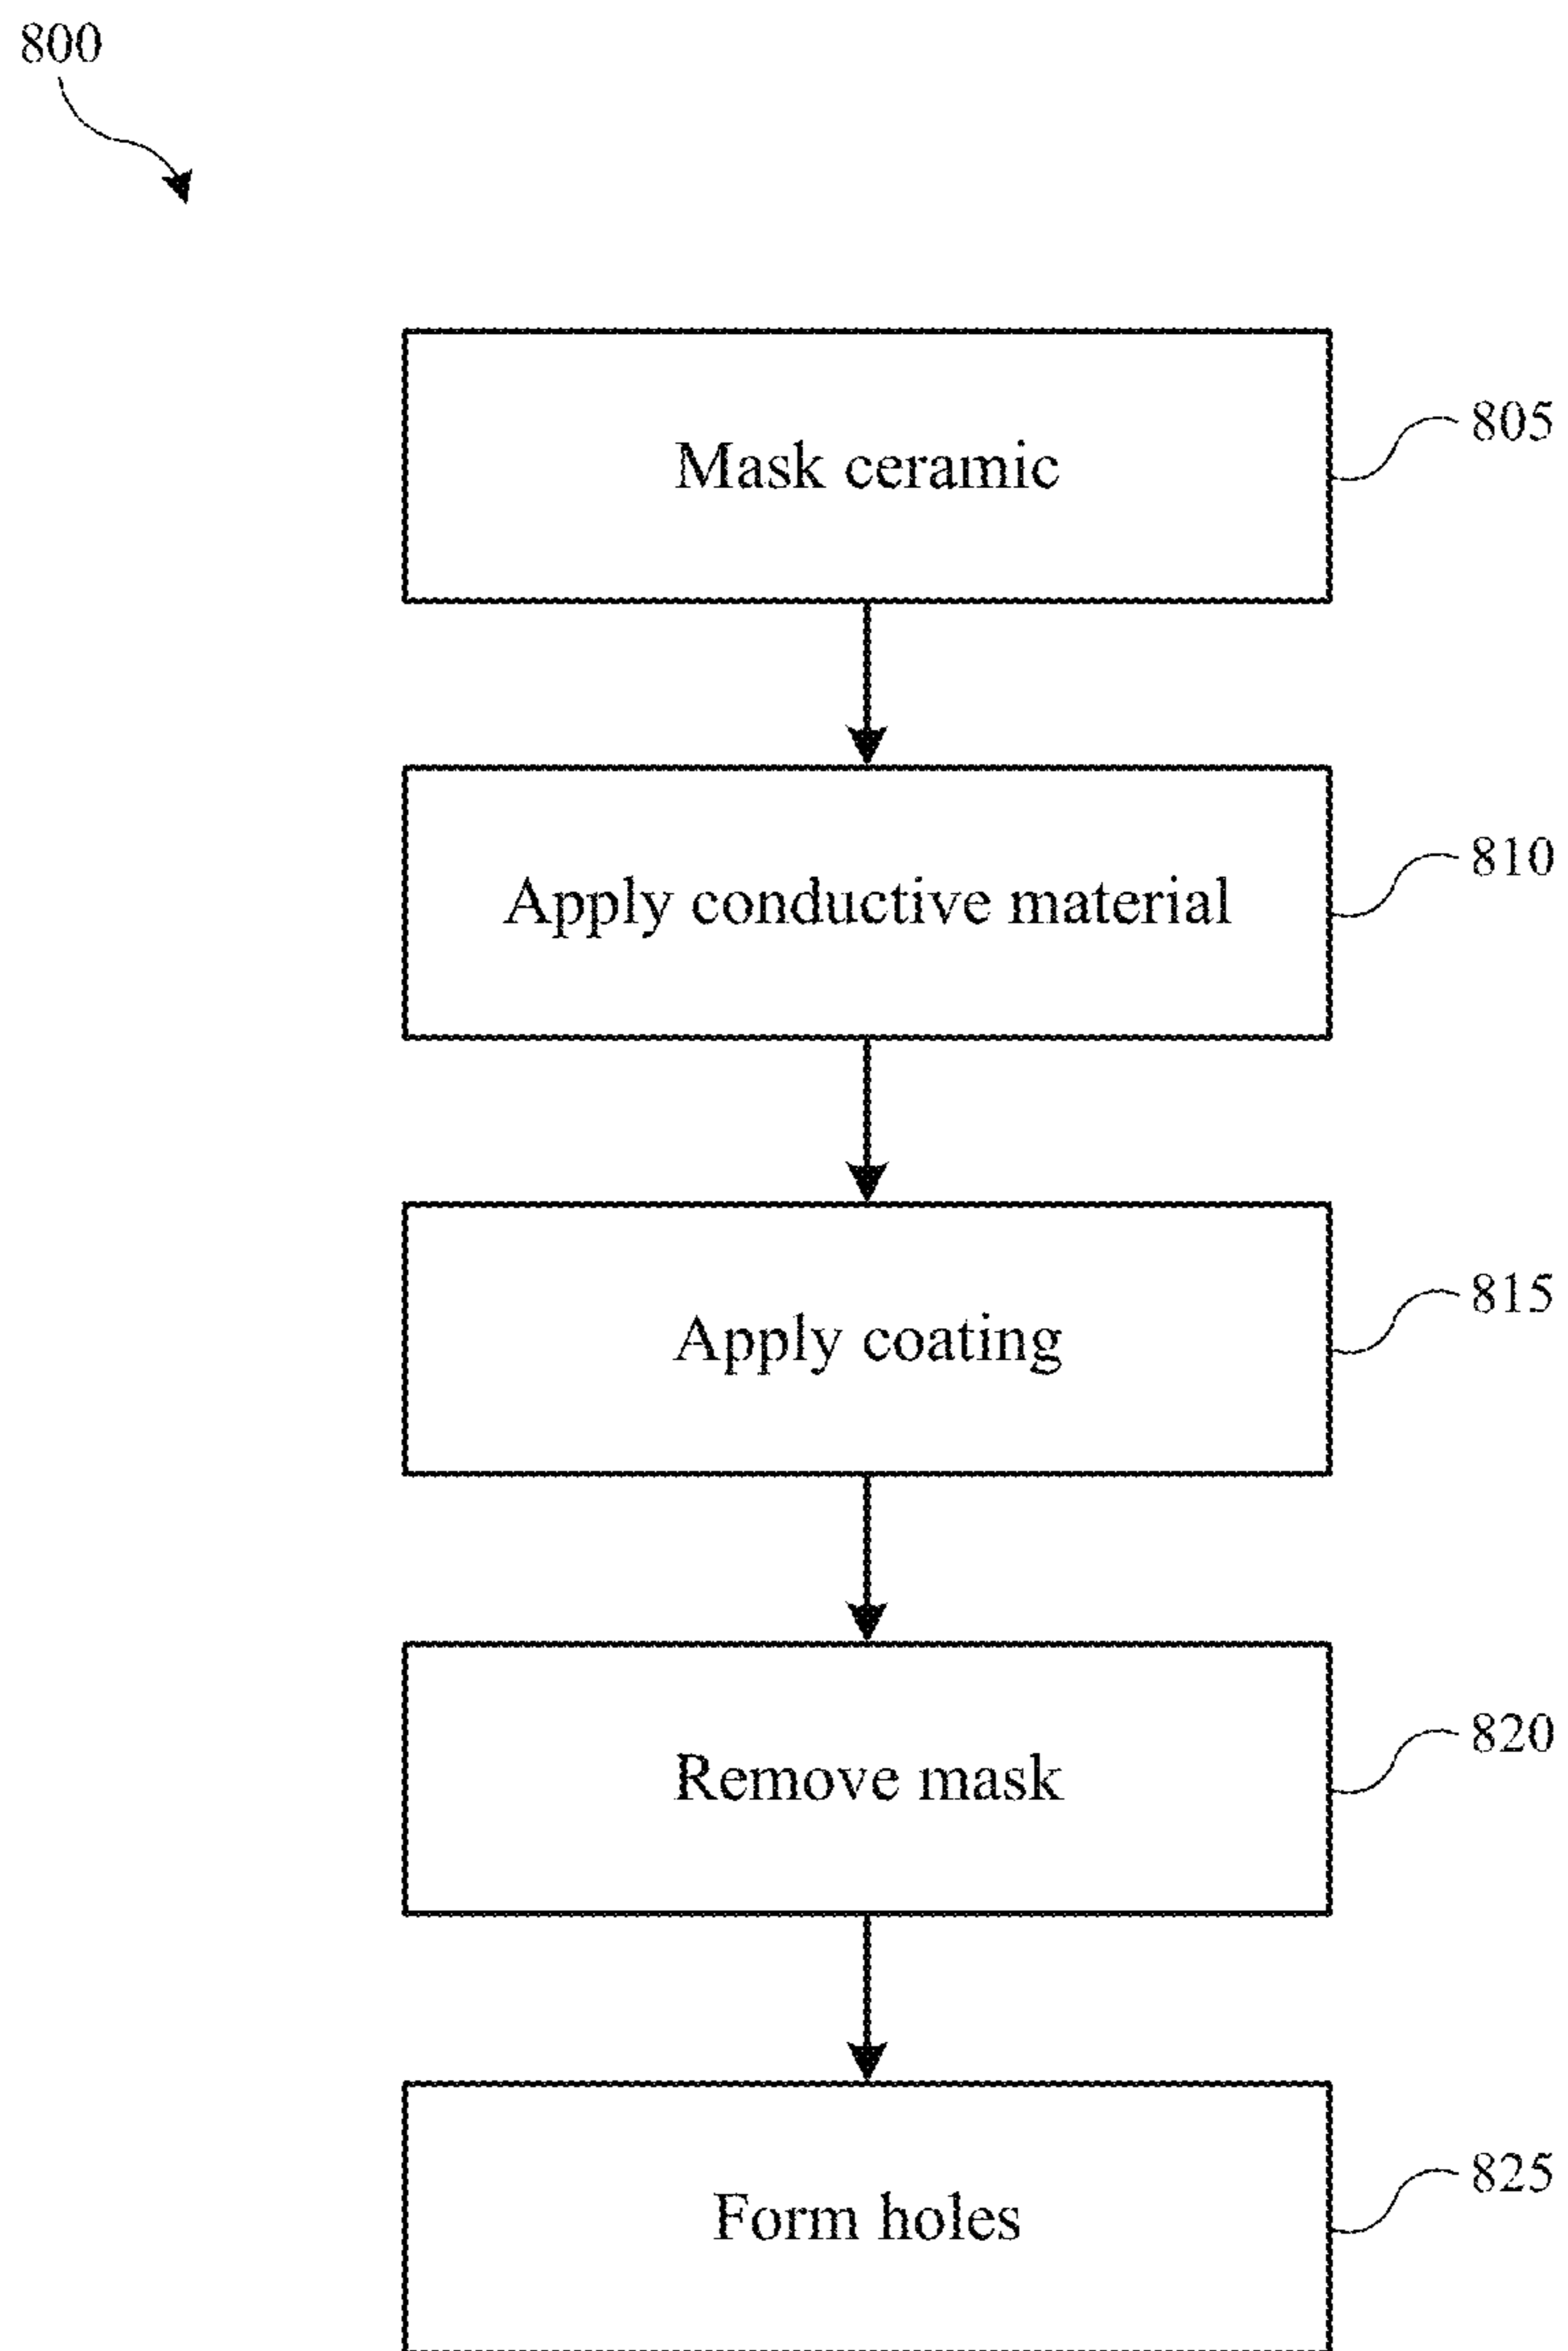 800
Mask ceramic
805
Apply conductive material
810
Apply coating
815
Remove mask
820
Form holes
825